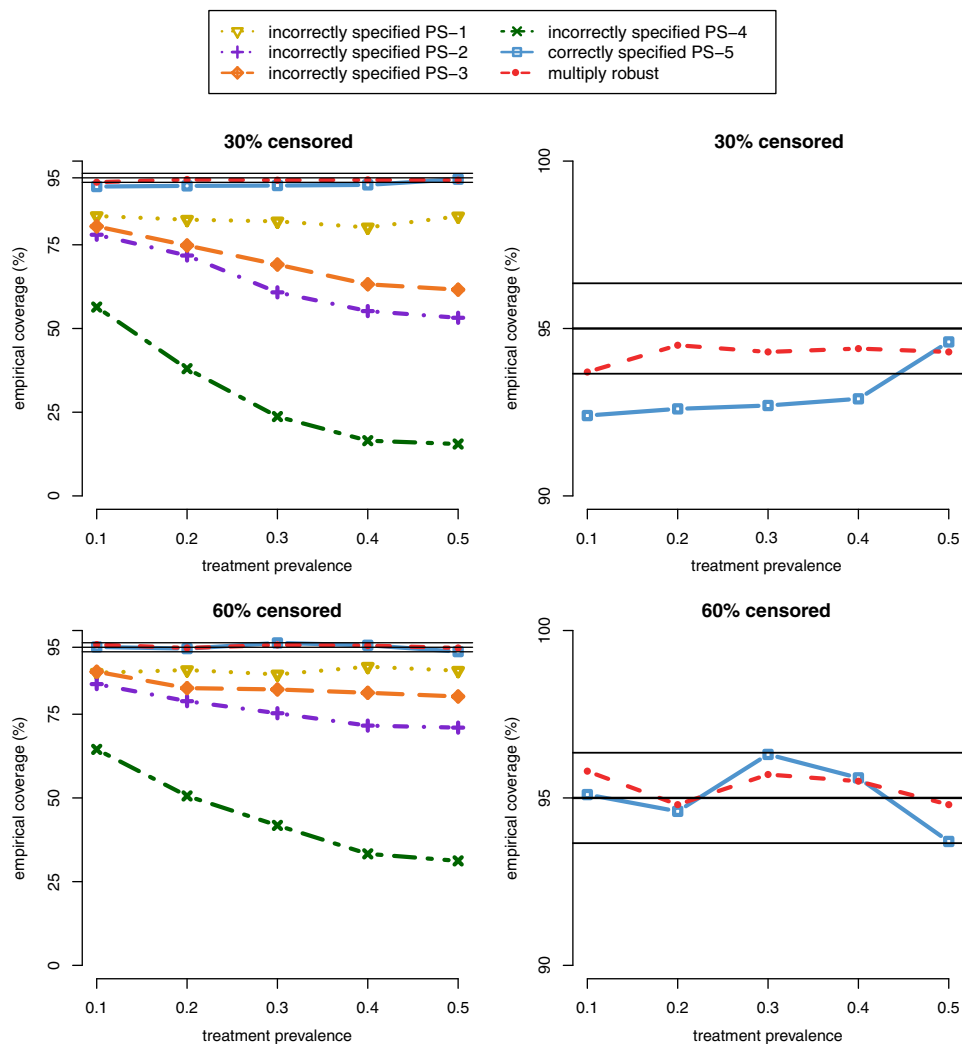 incorrectly specified PS−1
incorrectly specified PS−2
incorrectly specified PS−3
incorrectly specified PS−4
correctly specified PS−5
multiply robust
30% censored
empirical coverage (%)
95
75
50
25
0
0.1 0.2 0.3 0.4 0.5
treatment prevalence
30% censored
empirical coverage (%)
100
95
90
0.1 0.2 0.3 0.4 0.5
treatment prevalence
60% censored
empirical coverage (%)
95
75
50
25
0
0.1 0.2 0.3 0.4 0.5
treatment prevalence
60% censored
empirical coverage (%)
100
95
90
0.1 0.2 0.3 0.4 0.5
treatment prevalence